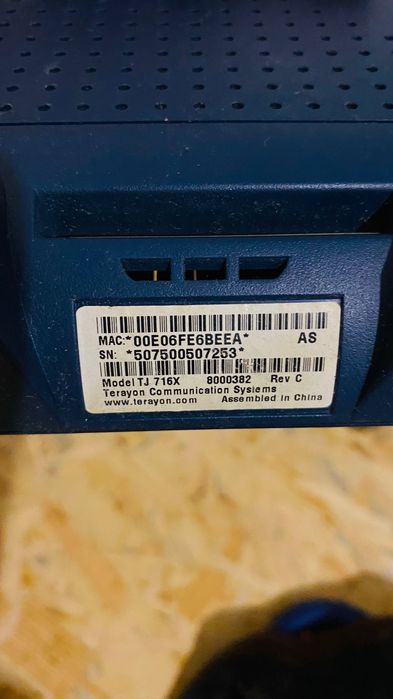 MAC:*00E06FE6BEEA* AS
SN: *507500507253*
Model TJ 716X 8000382 Rev C
Terayon Communication Systems
www.terayon.com Assembled in China